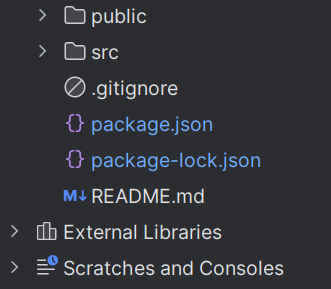 public
src
.gitignore
{} package.json
{} package-lock.json
M↓ README.md
External Libraries
Scratches and Consoles